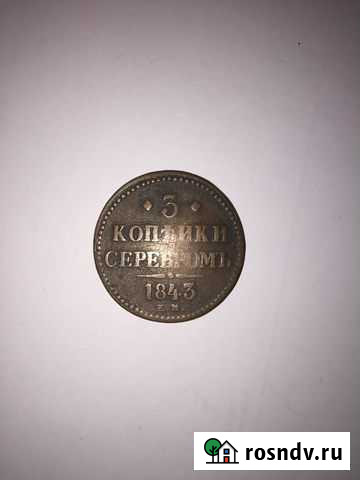 3
КОПѢЙКИ
СЕРЕБРОМЪ
1843
Е.М.
rosndv.ru